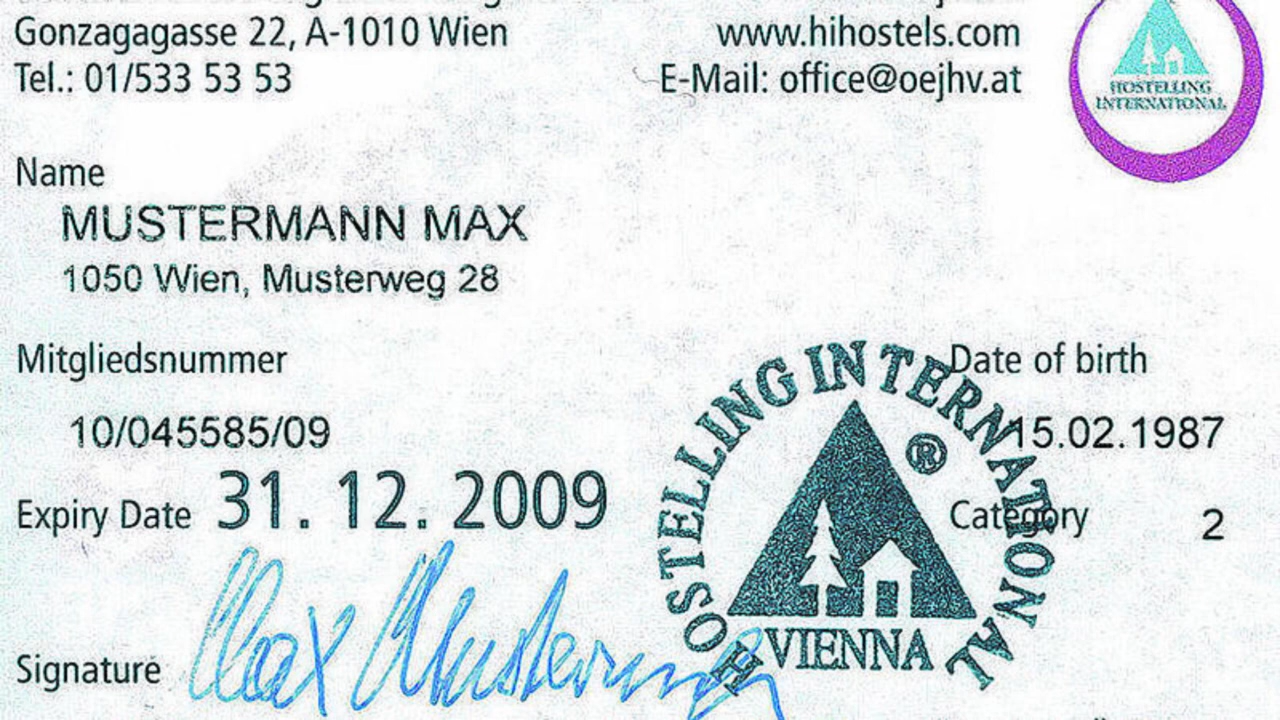 Gonzagagasse 22, A-1010 Wien
www.hihostels.com
Tel.: 01/533 53 53
E-Mail: office@oejhv.at
HOSTELLING
INTERNATIONAL
Name
MUSTERMANN MAX
1050 Wien, Musterweg 28
Mitgliedsnummer
Date of birth
10/045585/09
15.02.1987
Expiry Date 31. 12. 2009
Category 2
HOSTELLING INTERNATIONAL
®
VIENNA
Signature Max Mustermann